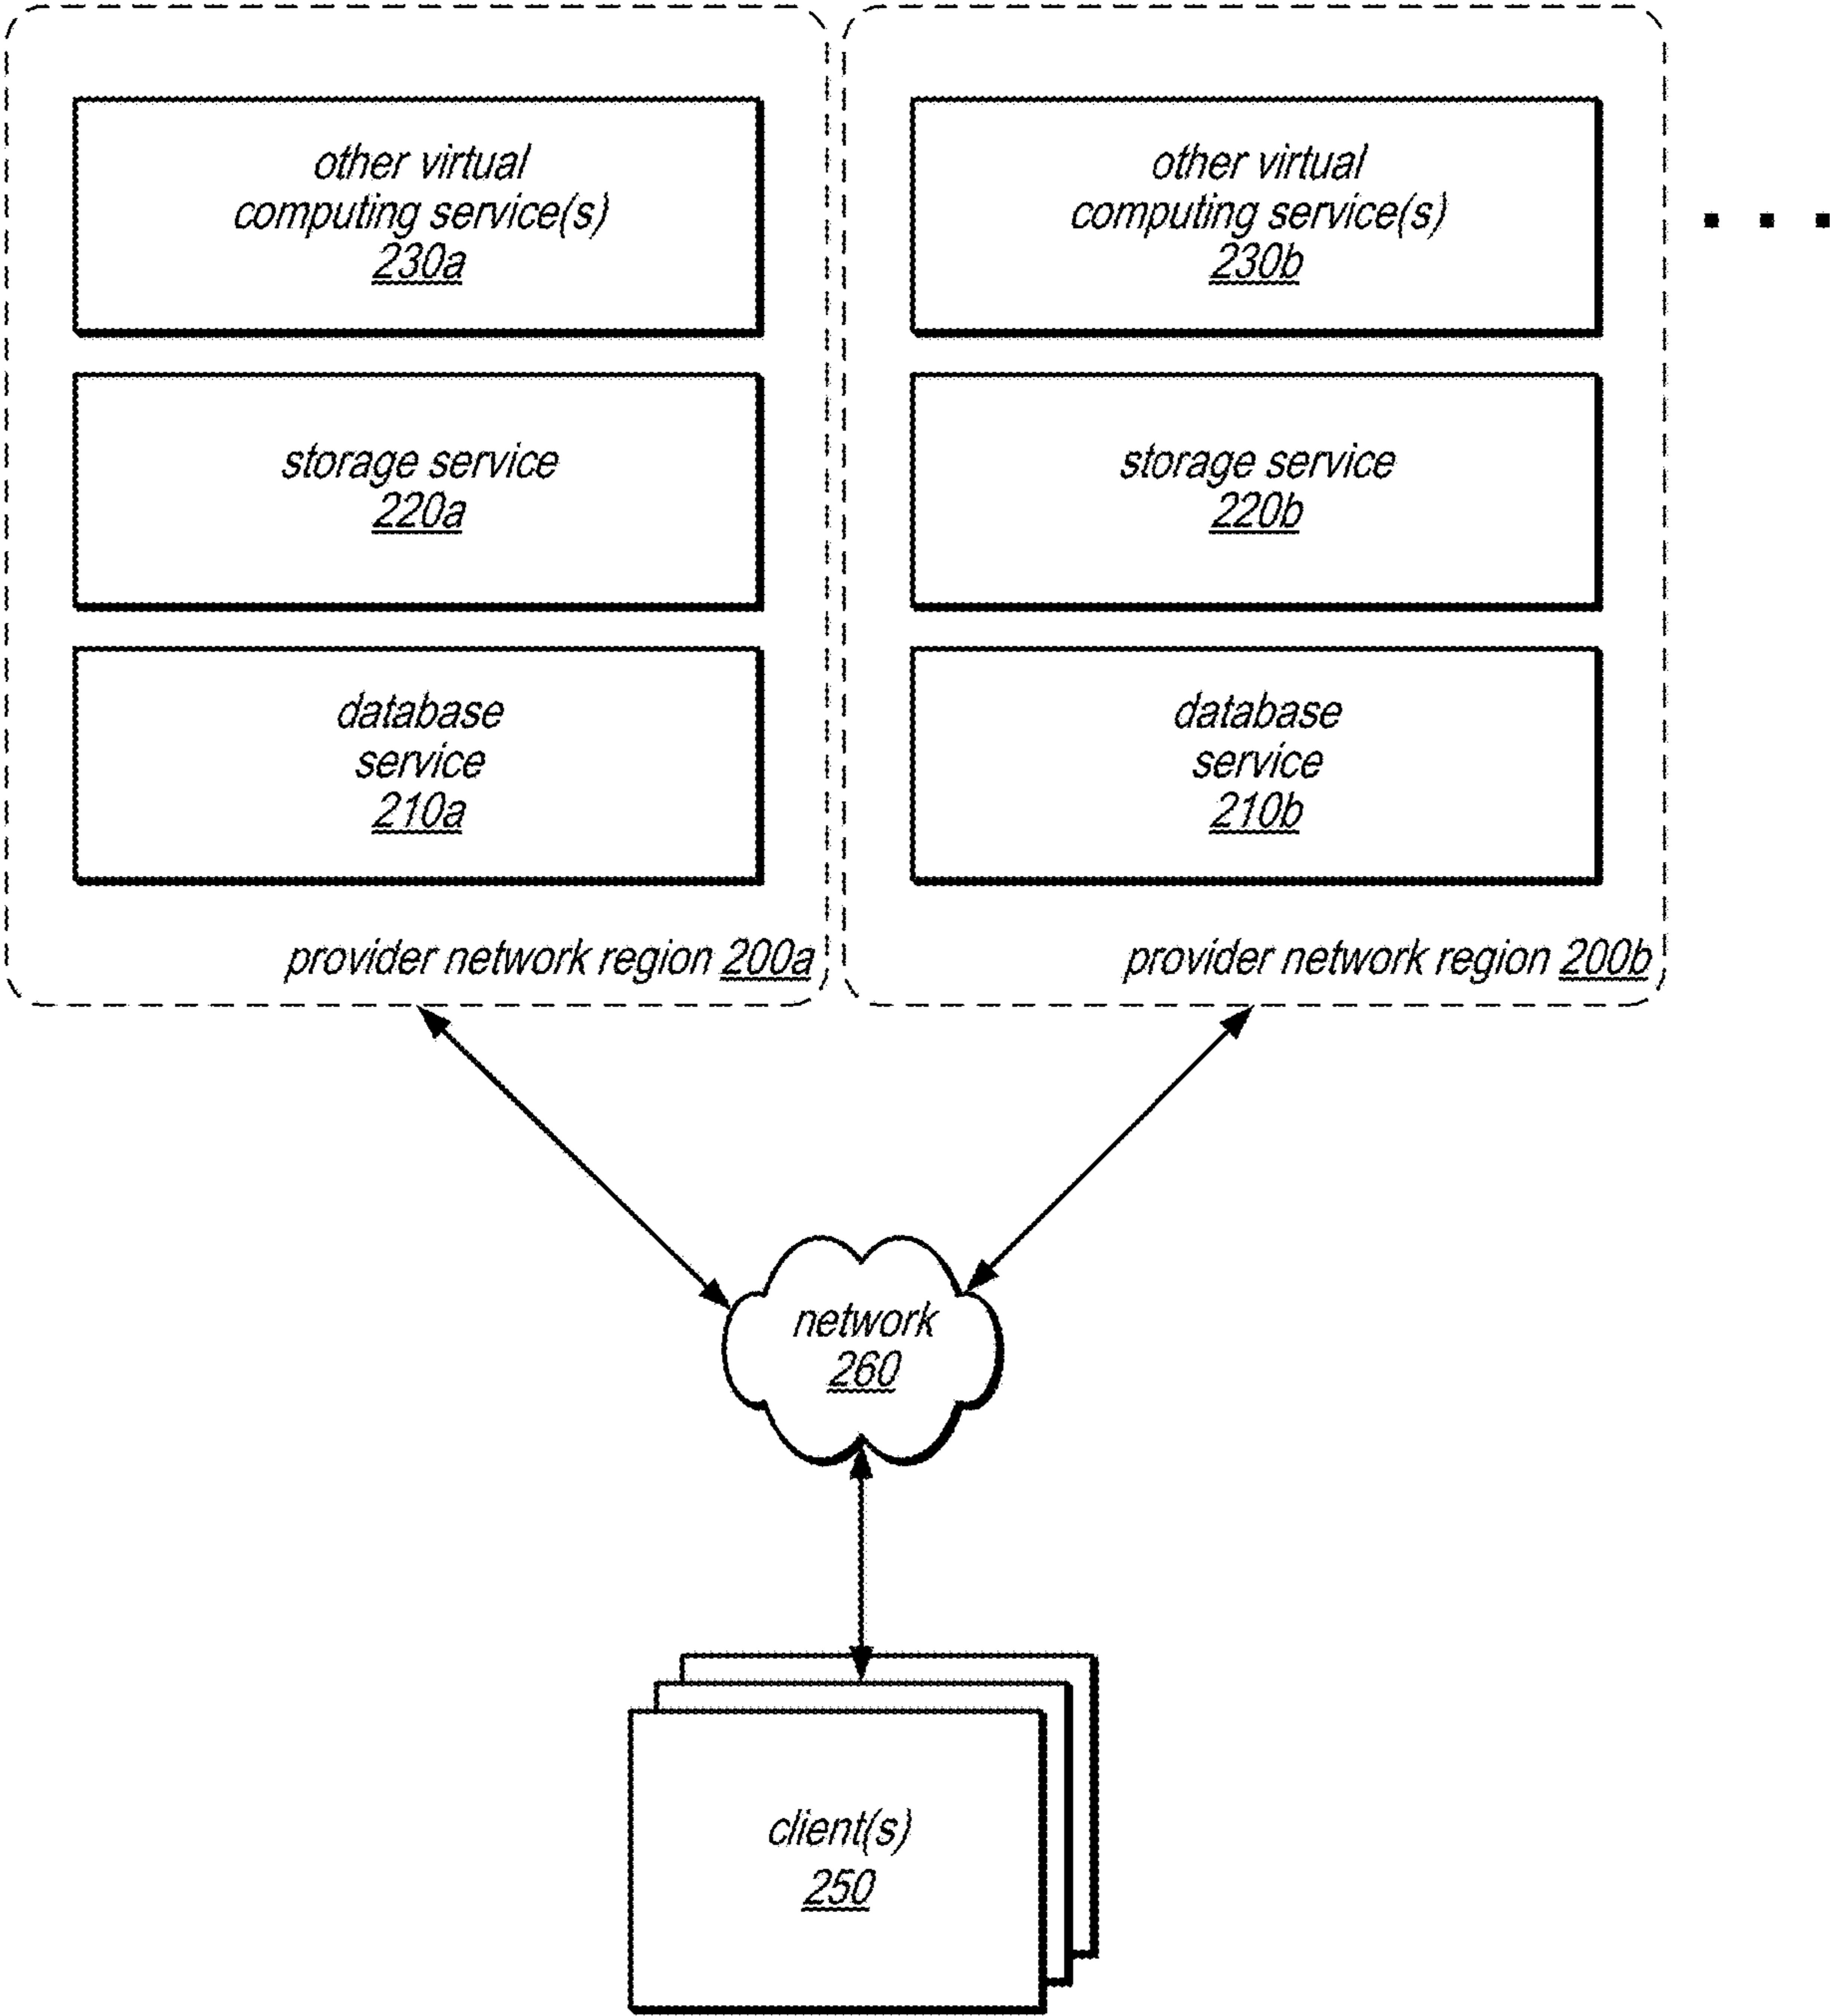 other virtual
computing service(s)
230a
storage service
220a
database
service
210a
provider network region 200a
other virtual
computing service(s)
230b
storage service
220b
database
service
210b
provider network region 200b
. . .
network
260
client(s)
250